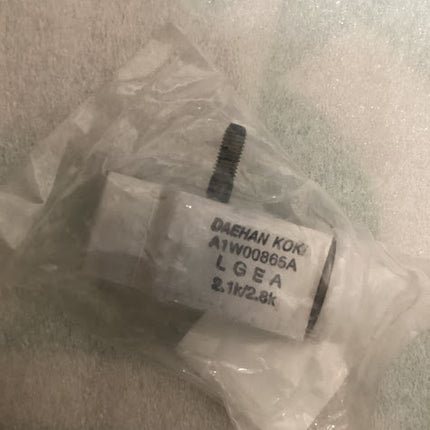 DAEHAN KOKI
A1W00865A
L G E A
2.1k/2.8k